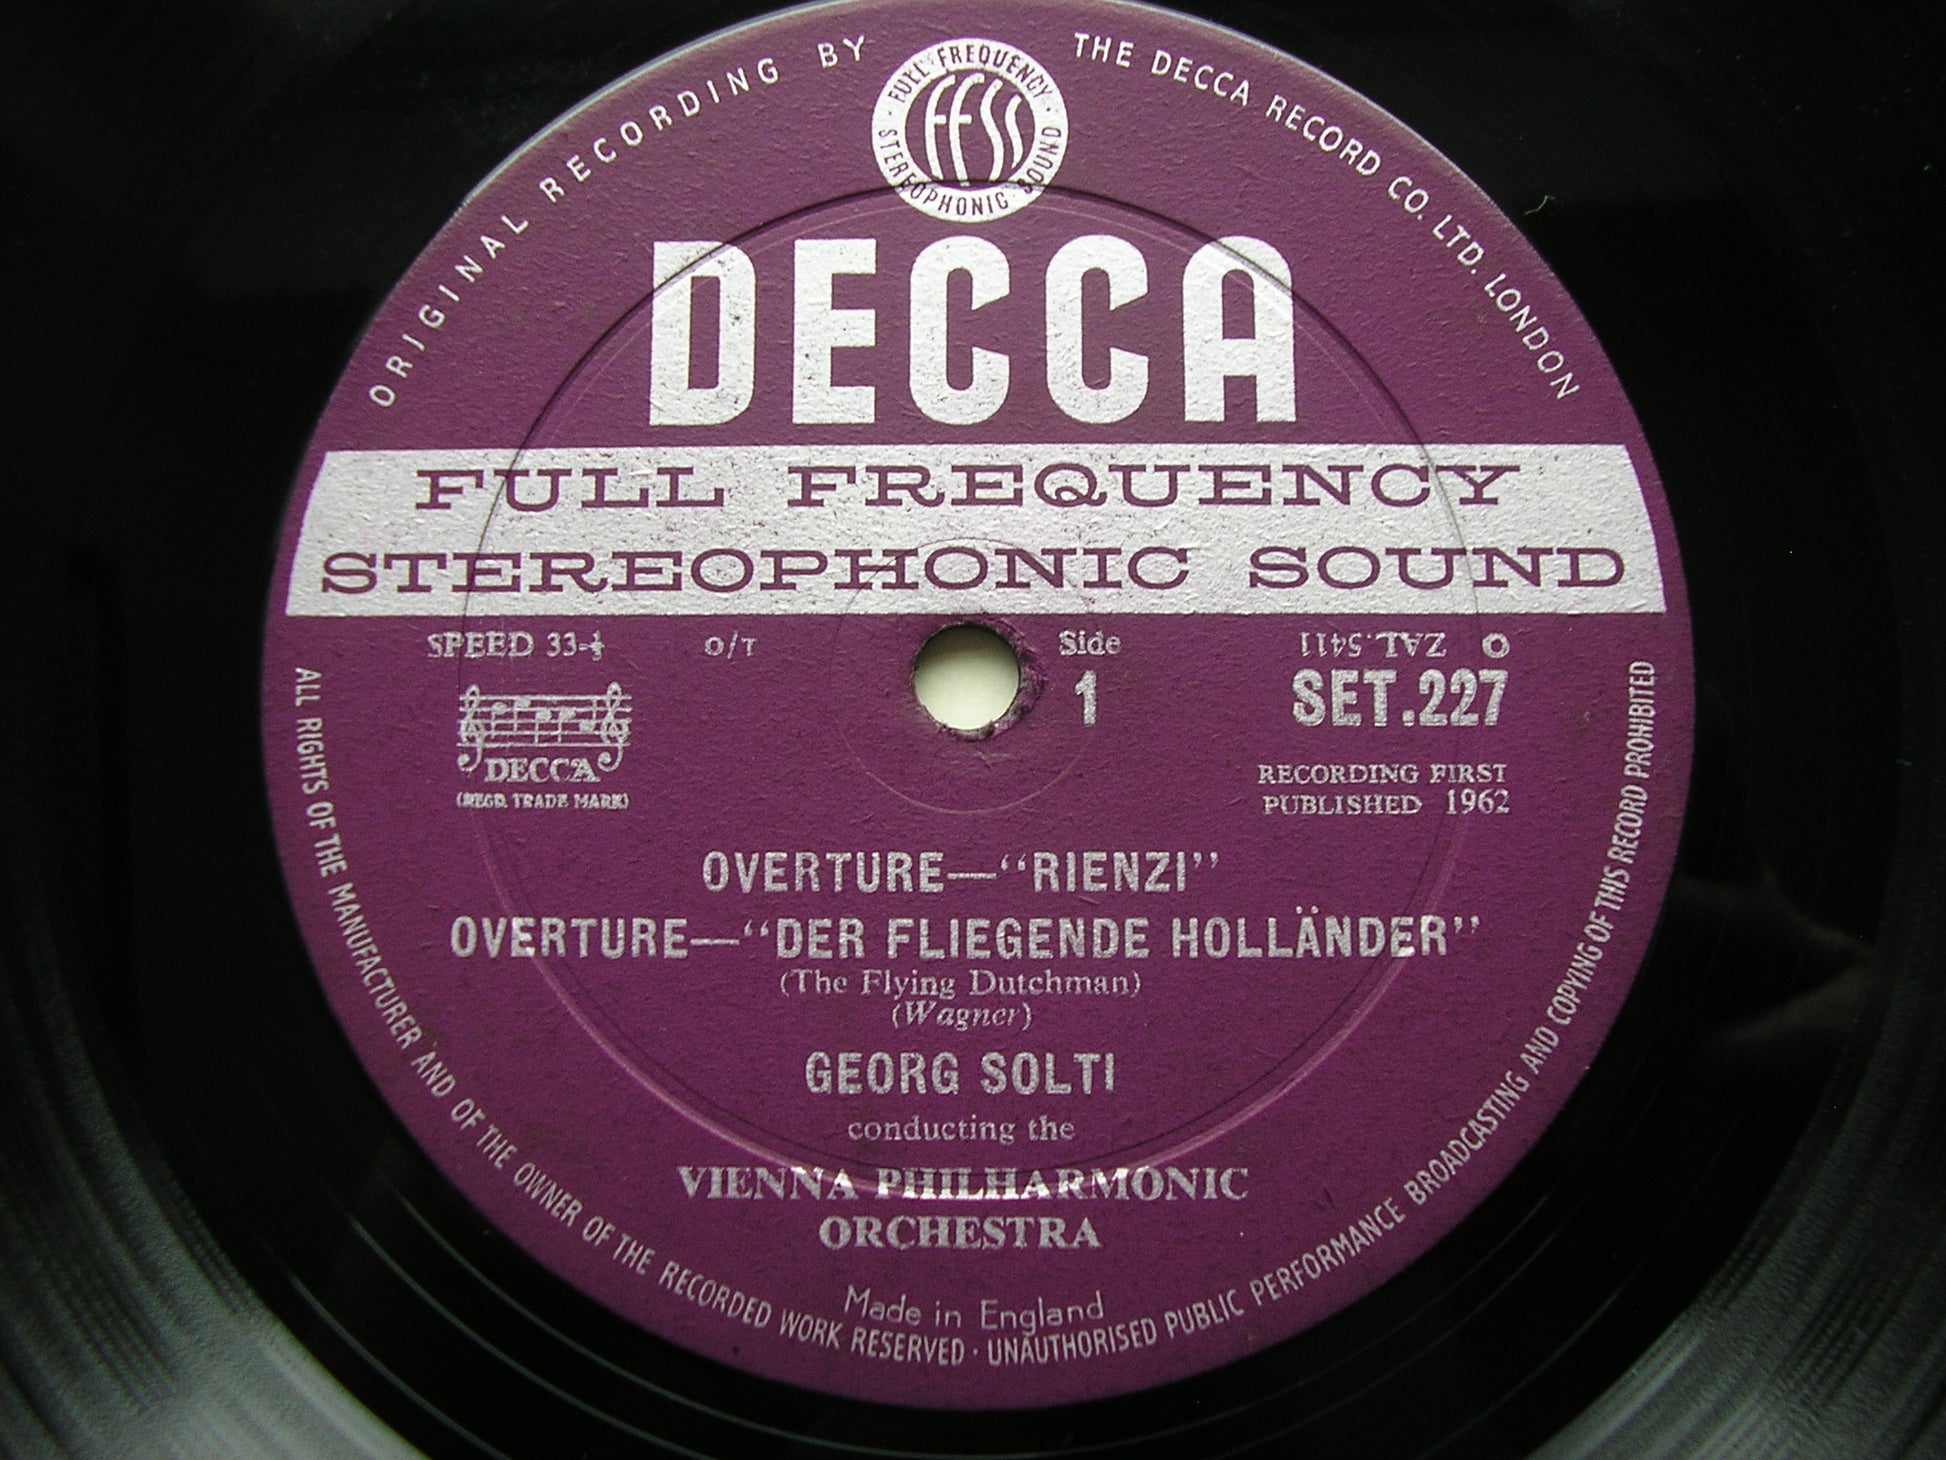 ORIGINAL RECORDING BY THE DECCA RECORD CO. LTD. LONDON
FULL FREQUENCY STEREOPHONIC SOUND
FFSS
DECCA
FULL FREQUENCY
STEREOPHONIC SOUND
SPEED 33-⅓ O/T Side ZAL.5411 O
1 SET.227
DECCA
(REGD. TRADE MARK)
RECORDING FIRST
PUBLISHED 1962
OVERTURE—"RIENZI"
OVERTURE—"DER FLIEGENDE HOLLÄNDER"
(The Flying Dutchman)
(Wagner)
GEORG SOLTI
conducting the
VIENNA PHILHARMONIC
ORCHESTRA
Made in England
ALL RIGHTS OF THE MANUFACTURER AND OF THE OWNER OF THE RECORDED WORK RESERVED · UNAUTHORISED PUBLIC PERFORMANCE BROADCASTING AND COPYING OF THIS RECORD PROHIBITED